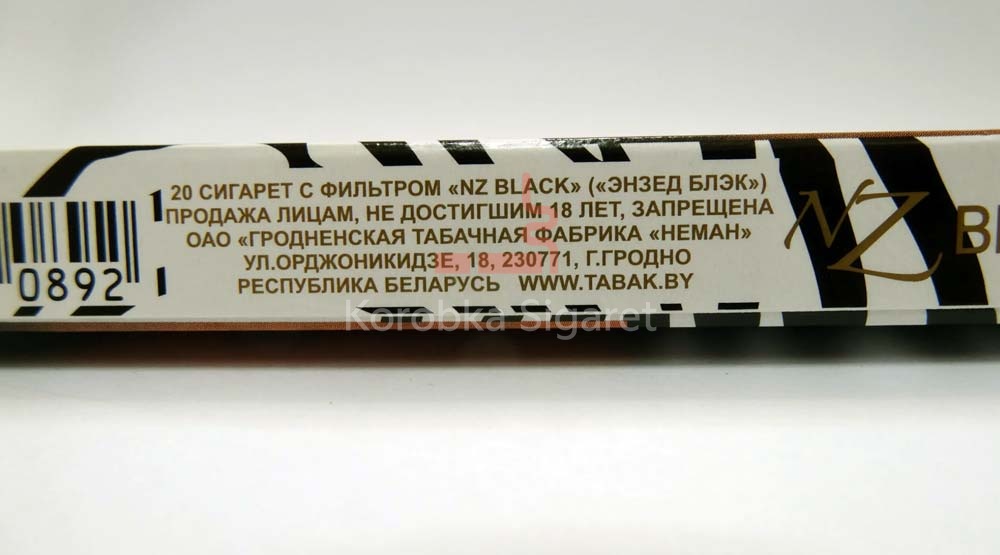 20 СИГАРЕТ С ФИЛЬТРОМ «NZ BLACK» («ЭНЗЕД БЛЭК»)
ПРОДАЖА ЛИЦАМ, НЕ ДОСТИГШИМ 18 ЛЕТ, ЗАПРЕЩЕНА
ОАО «ГРОДНЕНСКАЯ ТАБАЧНАЯ ФАБРИКА «НЕМАН»
УЛ.ОРДЖОНИКИДЗЕ, 18, 230771, Г.ГРОДНО
РЕСПУБЛИКА БЕЛАРУСЬ WWW.TABAK.BY
0892
NZ
Korobka Sigaret